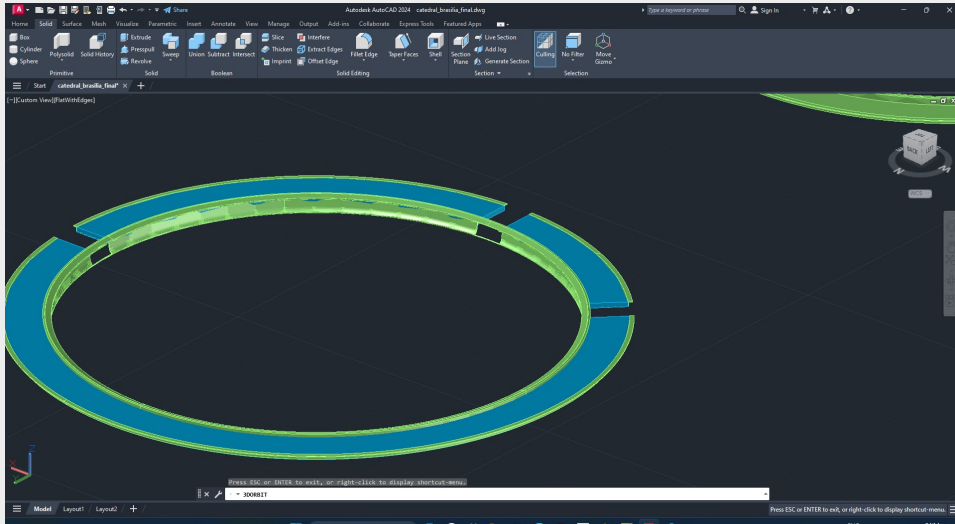 A Share Autodesk AutoCAD 2024 catedral_brasilia_final.dwg Type a keyword or phrase Sign In
Home Solid Surface Mesh Visualize Parametric Insert Annotate View Manage Output Add-ins Collaborate Express Tools Featured Apps
Box Extrude Slice Interfere Live Section
Cylinder Presspull Thicken Extract Edges Add Jog
Polysolid Solid History Sweep Union Subtract Intersect Fillet Edge Taper Faces Shell Section Culling No Filter Move
Sphere Revolve Imprint Offset Edge Plane Generate Section Gizmo
Primitive Solid Boolean Solid Editing Section Selection
Start catedral_brasilia_final* × +
[−][Custom View][FlatWithEdges]
BACK LEFT
N
WCS
Z
Press ESC or ENTER to exit, or right-click to display shortcut-menu.
3DORBIT
Model Layout1 Layout2 + Press ESC or ENTER to exit, or right-click to display shortcut-menu.